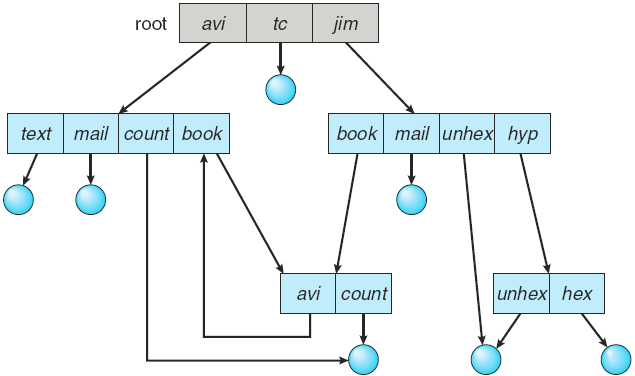 root avi tc jim
text mail count book
book mail unhex hyp
avi count
unhex hex